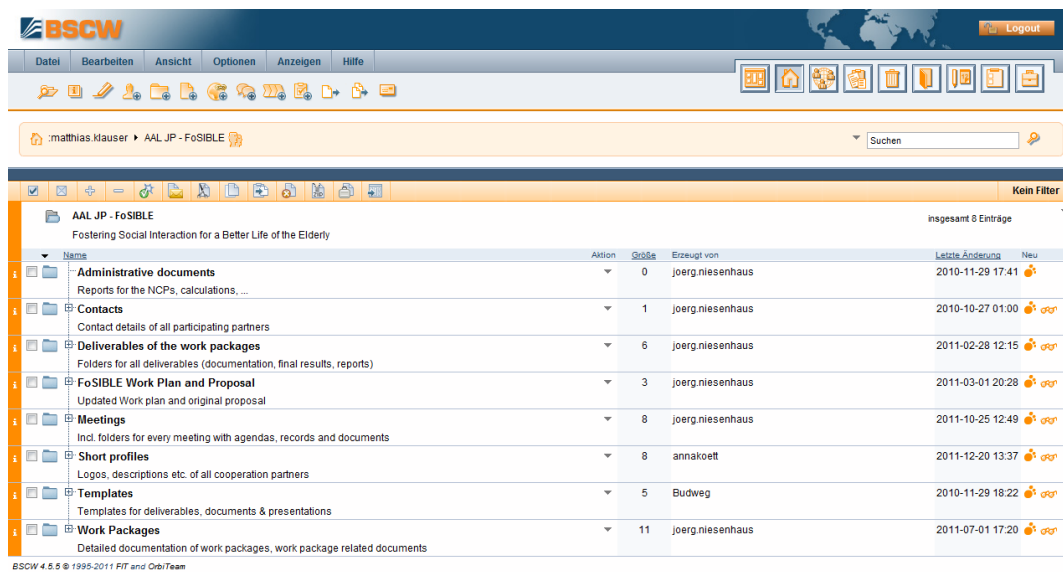 BSCW
Logout
Datei Bearbeiten Ansicht Optionen Anzeigen Hilfe
:matthias.klauser AAL JP - FoSIBLE
Suchen
Kein Filter
AAL JP - FoSIBLE
insgesamt 8 Einträge
Fostering Social Interaction for a Better Life of the Elderly
Name Aktion Größe Erzeugt von Letzte Änderung Neu
Administrative documents 0 joerg.niesenhaus 2010-11-29 17:41
Reports for the NCPs, calculations, ...
Contacts 1 joerg.niesenhaus 2010-10-27 01:00
Contact details of all participating partners
Deliverables of the work packages 6 joerg.niesenhaus 2011-02-28 12:15
Folders for all deliverables (documentation, final results, reports)
FoSIBLE Work Plan and Proposal 3 joerg.niesenhaus 2011-03-01 20:28
Updated Work plan and original proposal
Meetings 8 joerg.niesenhaus 2011-10-25 12:49
Incl. folders for every meeting with agendas, records and documents
Short profiles 8 annakoett 2011-12-20 13:37
Logos, descriptions etc. of all cooperation partners
Templates 5 Budweg 2010-11-29 18:22
Templates for deliverables, documents & presentations
Work Packages 11 joerg.niesenhaus 2011-07-01 17:20
Detailed documentation of work packages, work package related documents
BSCW 4.5.5 © 1995-2011 FIT and OrbiTeam